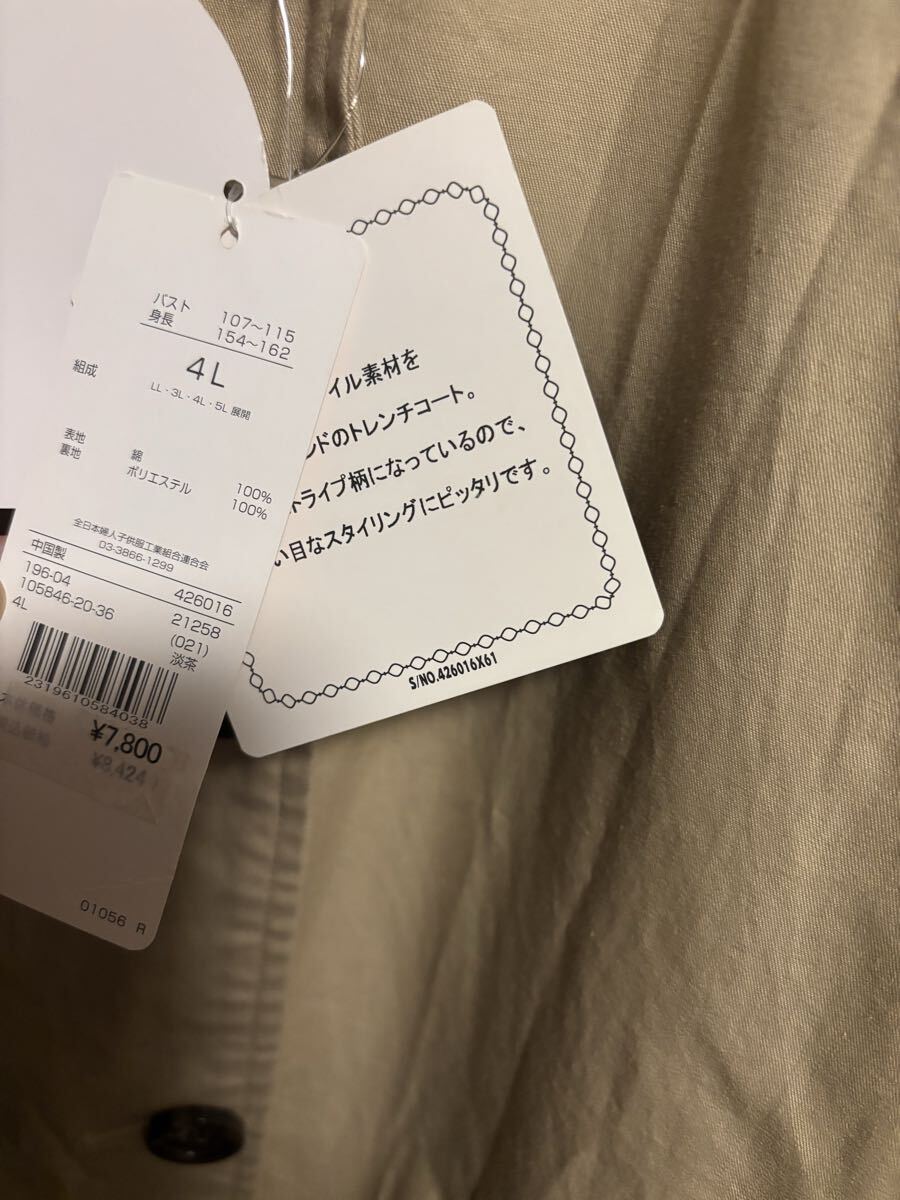 バスト 107～115
身長 154～162
4L
組成
LL・3L・4L・5L 展開
表地 綿 100%
裏地 ポリエステル 100%
全日本婦人子供服工業組合連合会
03-3866-1299
中国製
196-04 426016
105846-20-36 21258
4L (021)
淡茶
2319610584038
¥7,800
¥8,424
01056 R
イル素材を
ンドのトレンチコート。
トライプ柄になっているので、
い目なスタイリングにピッタリです。
S/NO.426016X61